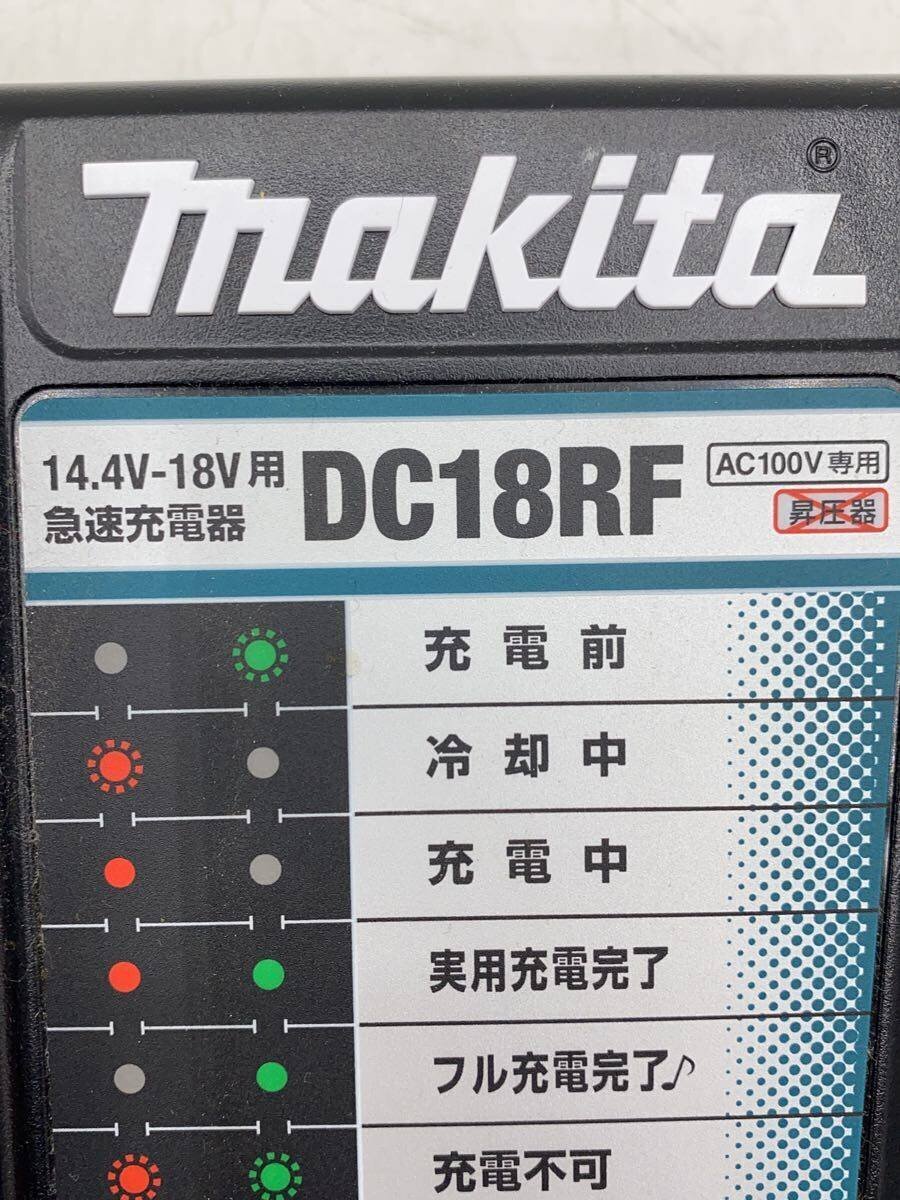 makita®
14.4V-18V用
急速充電器
DC18RF
AC100V専用
昇圧器
充電前
冷却中
充電中
実用充電完了
フル充電完了♪
充電不可